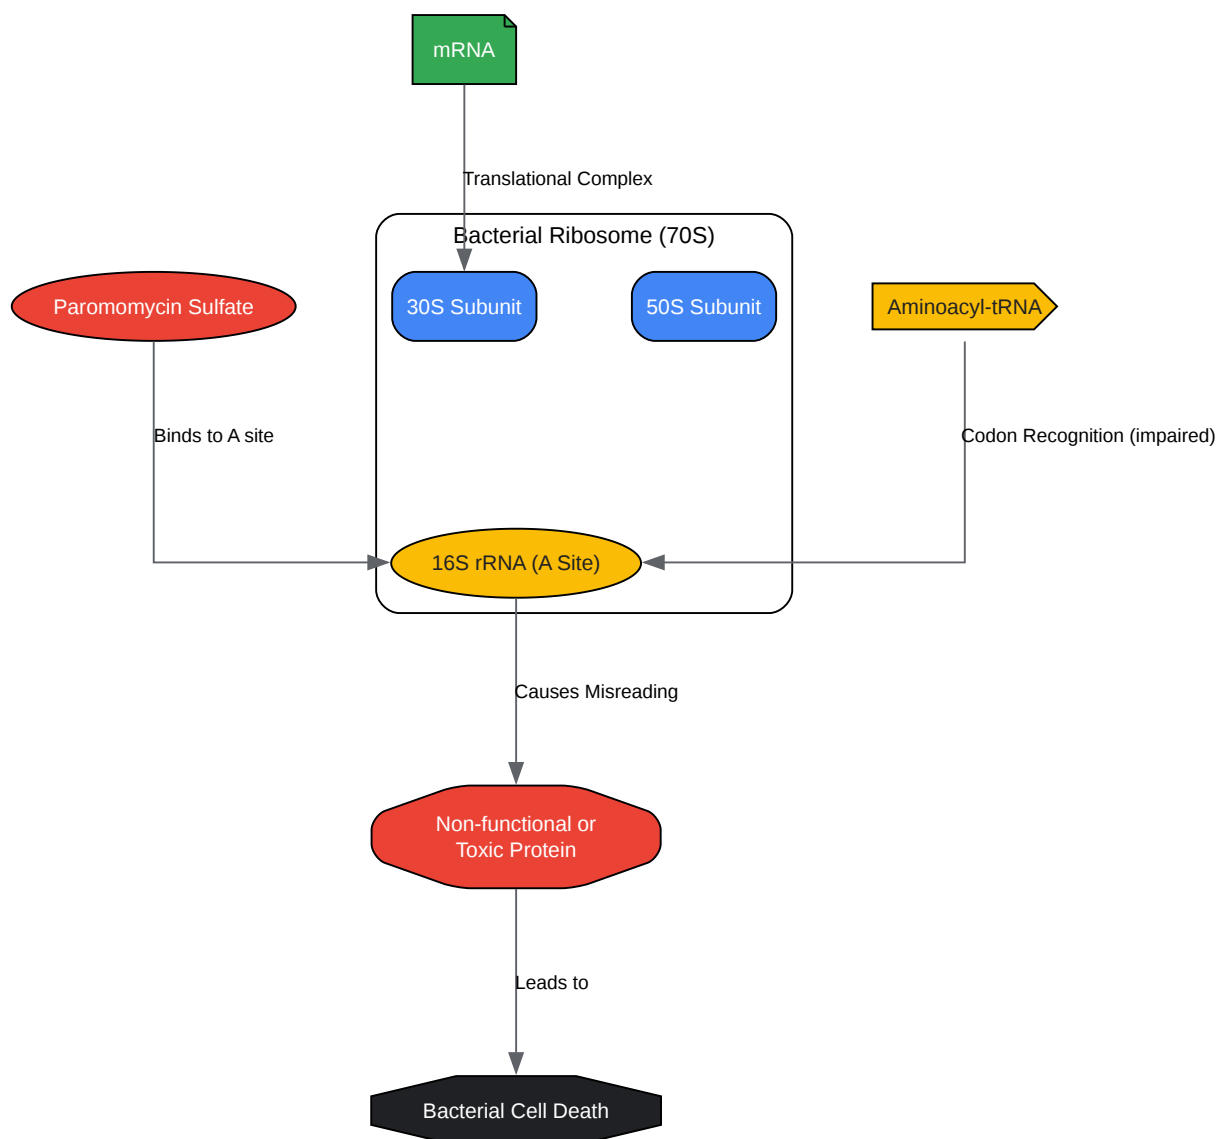 mRNA
Translational Complex
Bacterial Ribosome (70S)
Paromomycin Sulfate
30S Subunit
50S Subunit
Aminoacyl-tRNA
Binds to A site
Codon Recognition (impaired)
16S rRNA (A Site)
Causes Misreading
Non-functional or
Toxic Protein
Leads to
Bacterial Cell Death